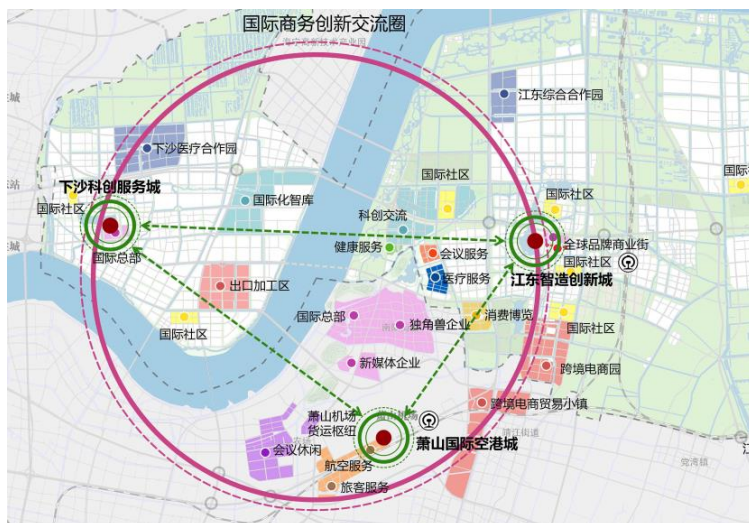 国际商务创新交流圈
江东综合合作园
下沙医疗合作园
国际社区
下沙科创服务城
国际社区
国际化智库
国际社区
国际社区
科创交流
国际总部
健康服务
会议服务
全球品牌商业街
国际社区
医疗服务
江东智造创新城
出口加工区
国际社区
国际总部
独角兽企业
消费博览
国际社区
新媒体企业
跨境电商园
跨境电商贸易小镇
萧山机场
货运枢纽
萧山国际空港城
靖江街道
会议休闲
航空服务
党湾镇
旅客服务